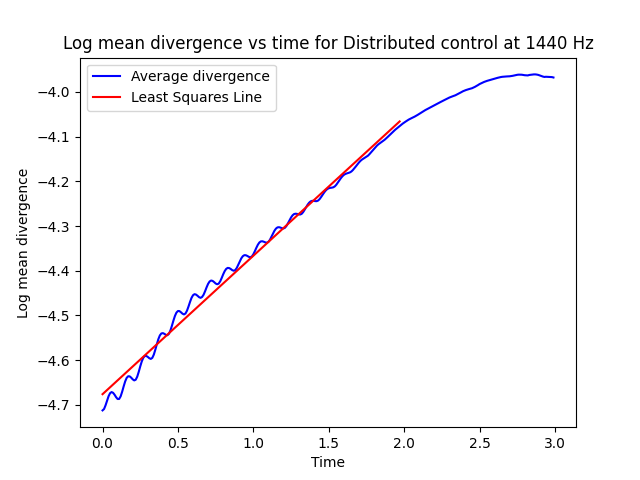 Log mean divergence vs time for Distributed control at 1440 Hz
Average divergence
Least Squares Line
Log mean divergence
−4.0
−4.1
−4.2
−4.3
−4.4
−4.5
−4.6
−4.7
0.0 0.5 1.0 1.5 2.0 2.5 3.0
Time